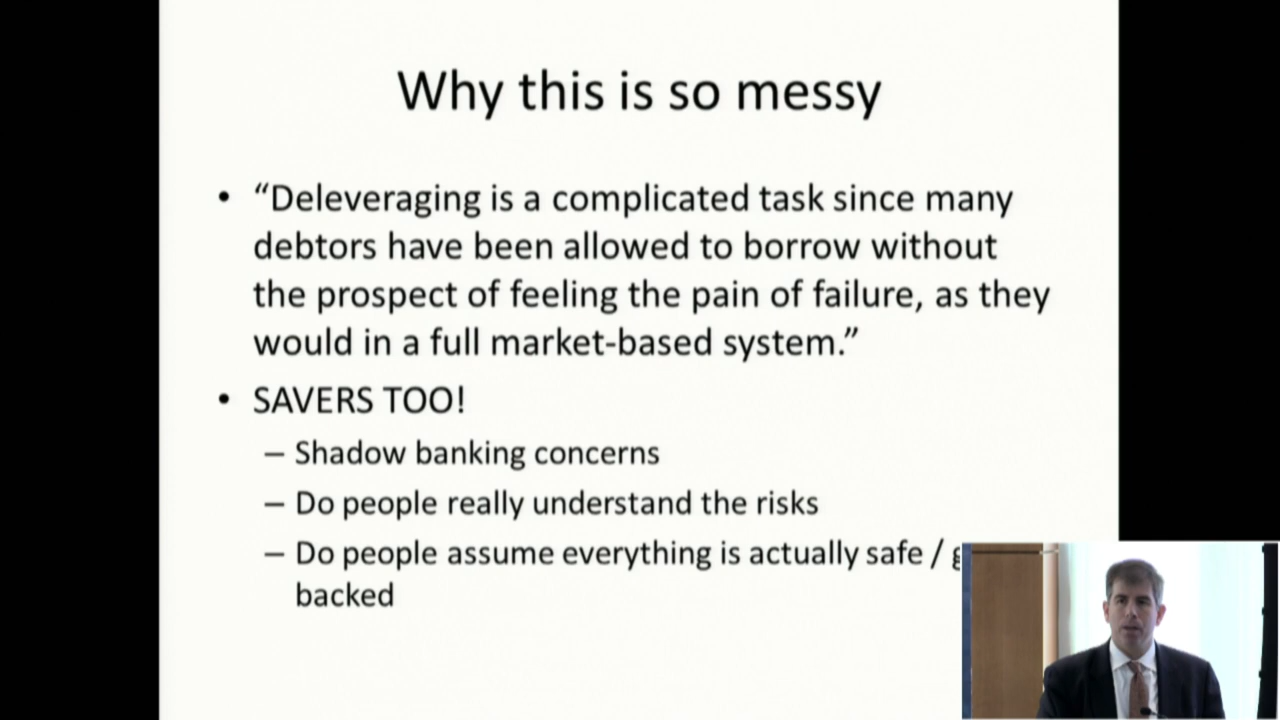 Why this is so messy
• “Deleveraging is a complicated task since many
debtors have been allowed to borrow without
the prospect of feeling the pain of failure, as they
would in a full market-based system.”
• SAVERS TOO!
– Shadow banking concerns
– Do people really understand the risks
– Do people assume everything is actually safe /
backed